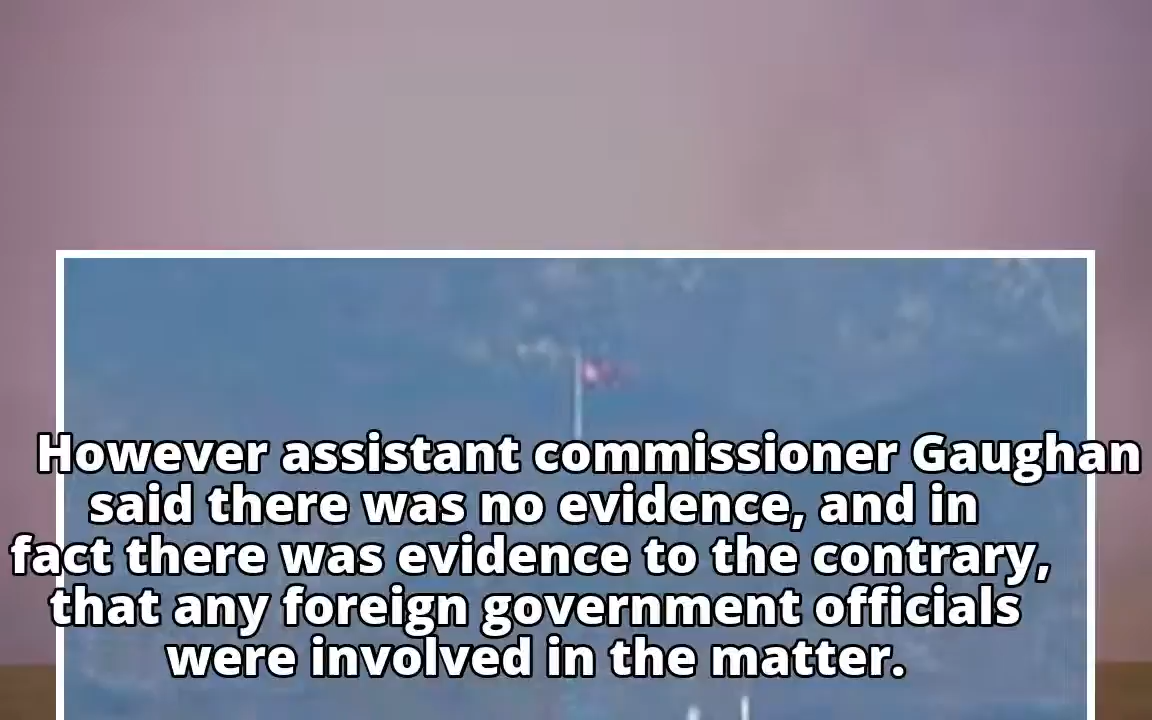 However assistant commissioner Gaughan
said there was no evidence, and in
fact there was evidence to the contrary,
that any foreign government officials
were involved in the matter.